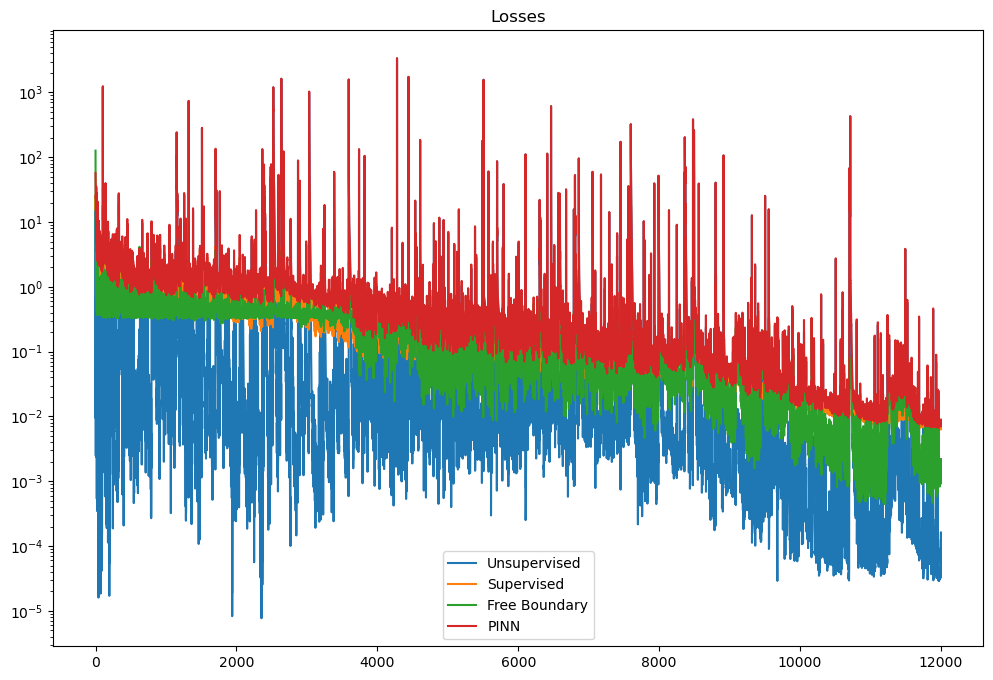 Losses
10³
10²
10¹
10⁰
10⁻¹
10⁻²
10⁻³
10⁻⁴
10⁻⁵
Unsupervised
Supervised
Free Boundary
PINN
0 2000 4000 6000 8000 10000 12000